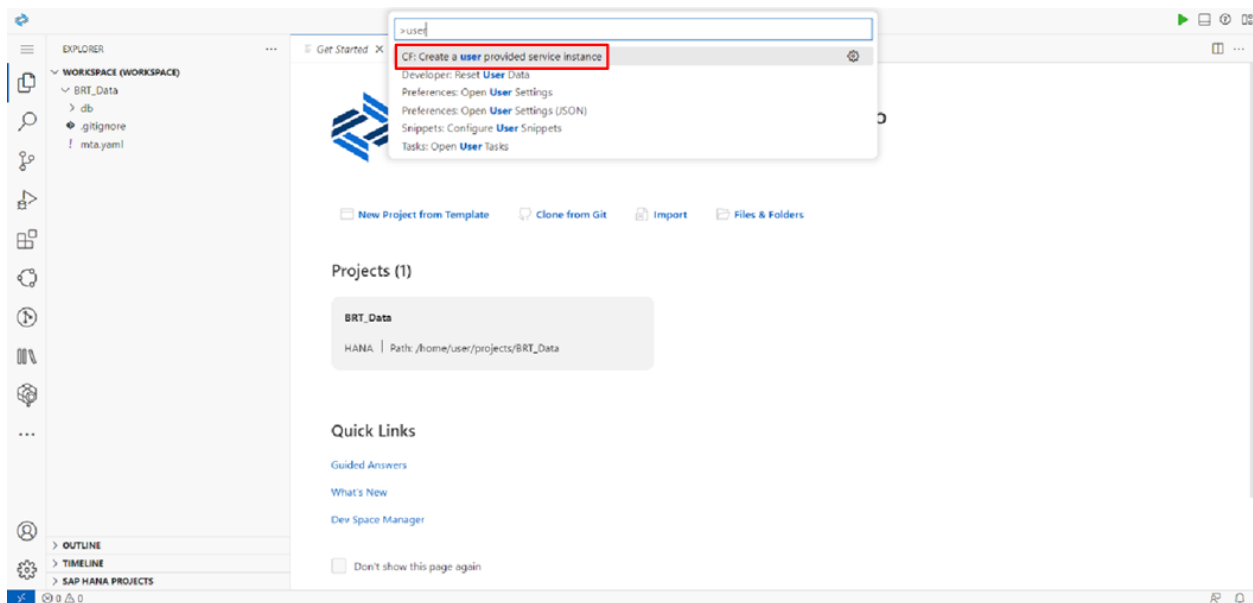 >user
EXPLORER
Get Started
CF: Create a user provided service instance
Developer: Reset User Data
Preferences: Open User Settings
Preferences: Open User Settings (JSON)
Snippets: Configure User Snippets
Tasks: Open User Tasks
WORKSPACE (WORKSPACE)
BRT_Data
db
.gitignore
! mta.yaml
New Project from Template
Clone from Git
Import
Files & Folders
Projects (1)
BRT_Data
HANA | Path: /home/user/projects/BRT_Data
Quick Links
Guided Answers
What's New
Dev Space Manager
Don't show this page again
OUTLINE
TIMELINE
SAP HANA PROJECTS
0 0